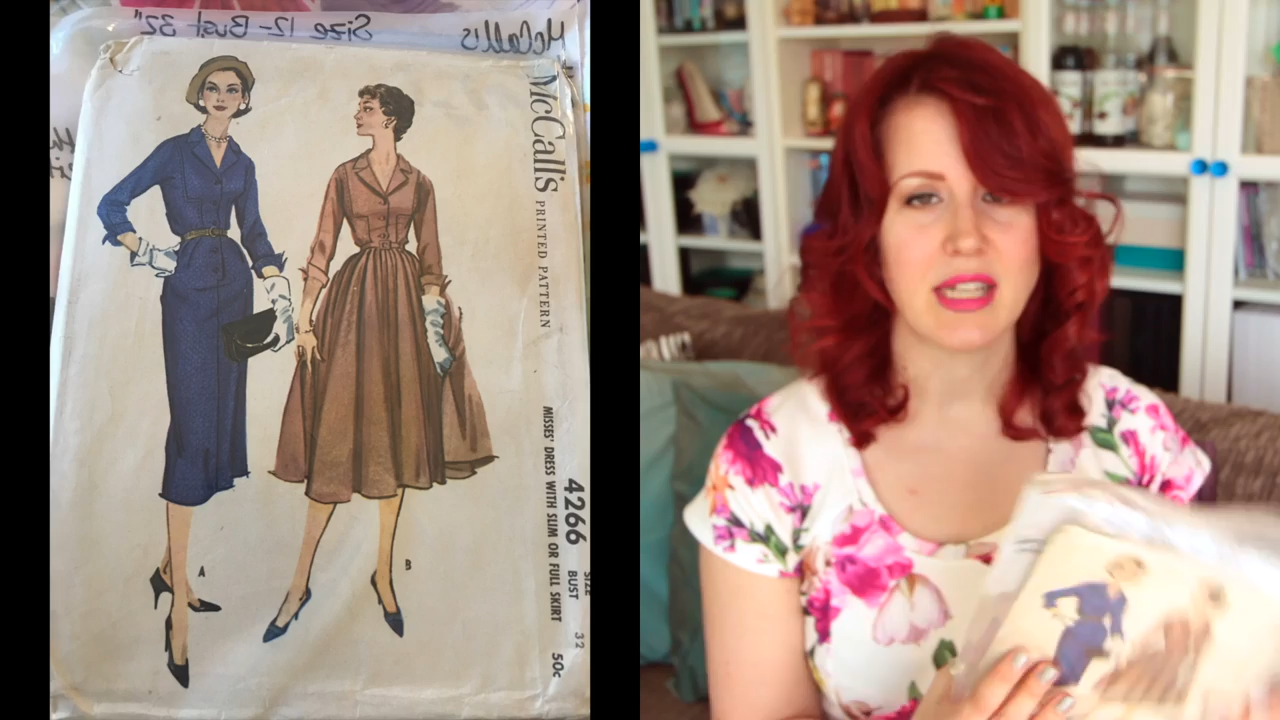 McCall's Size 12- Bust 32"
McCall's
PRINTED PATTERN
MISSES' DRESS WITH SLIM OR FULL SKIRT
4266
SIZE
BUST 32
50c
A
B